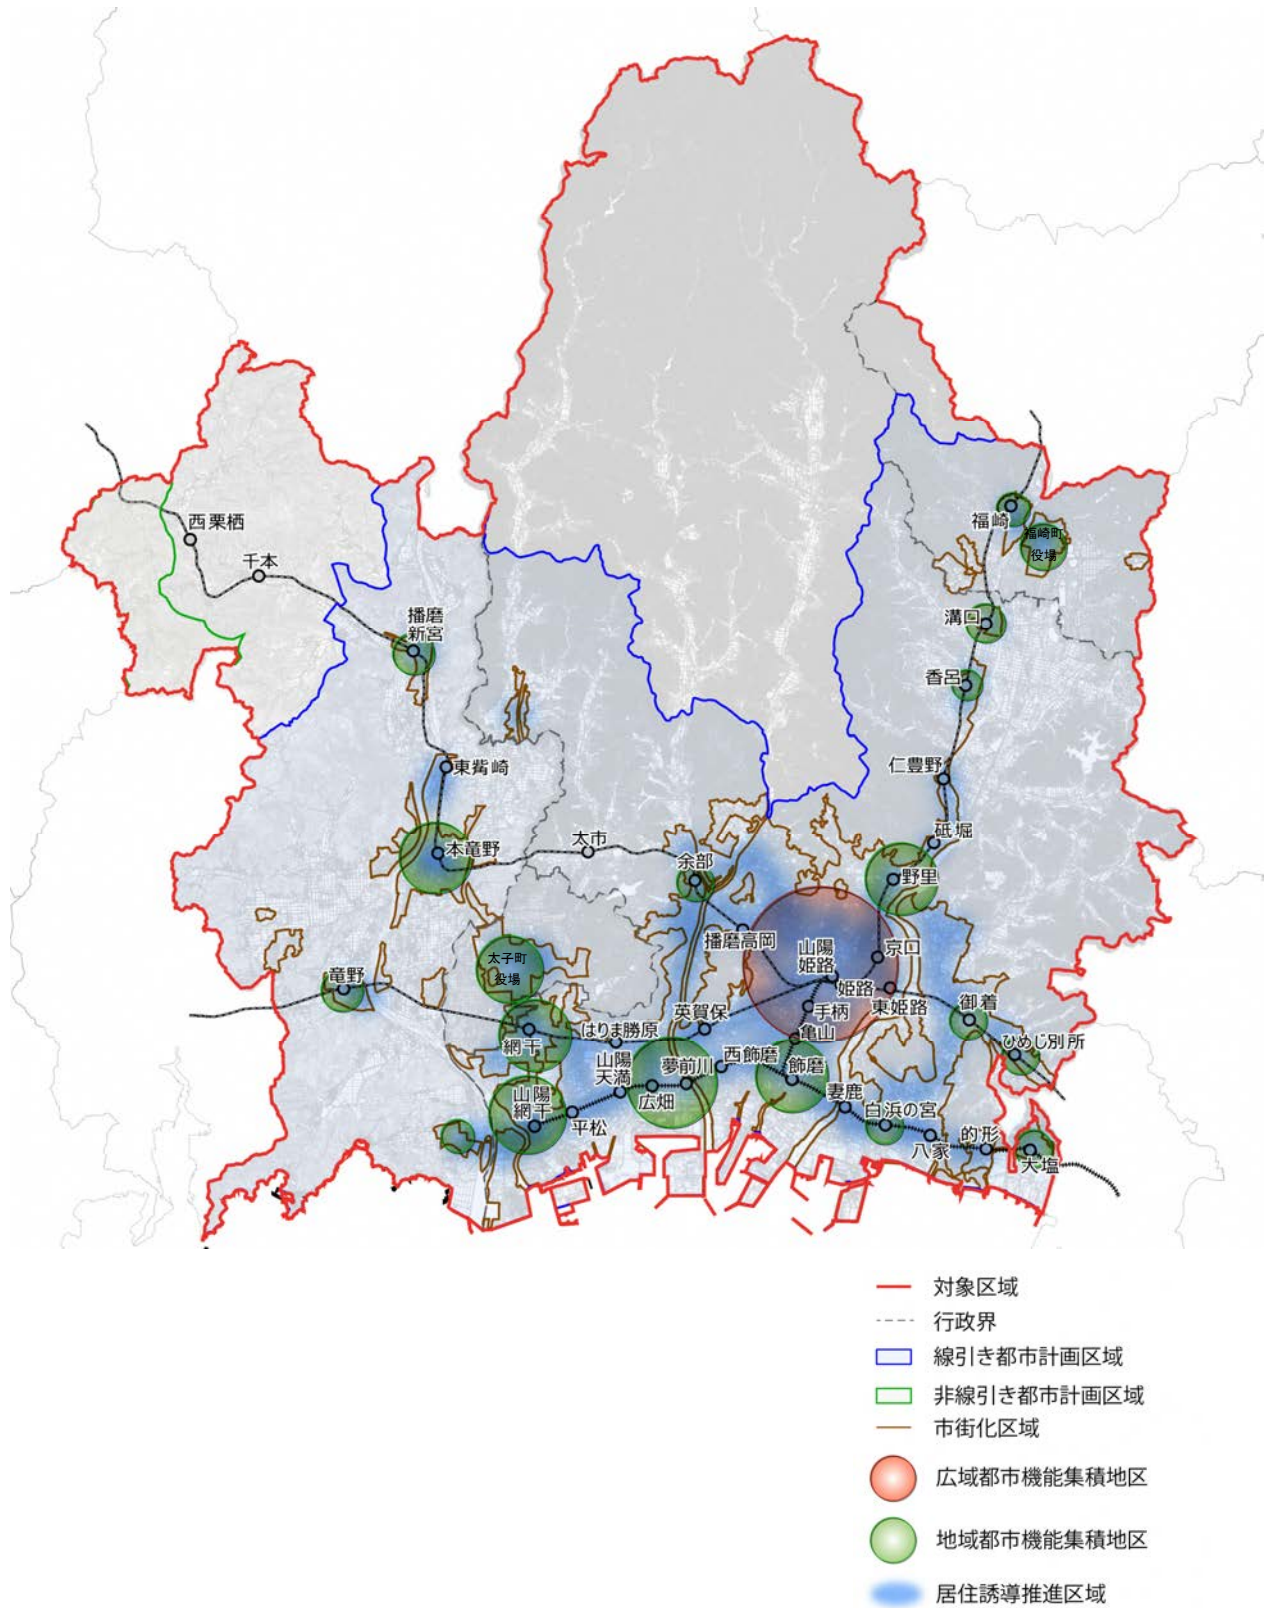 西栗栖
千本
福崎
福崎町
役場
播磨
新宮
溝口
香呂
東觜崎
仁豊野
砥堀
本竜野
太市
余部
野里
播磨高岡
山陽
姫路
京口
太子町
役場
竜野
姫路
東姫路
手柄
御着
英賀保
網干
はりま勝原
亀山
ひめじ別所
山陽
天満
夢前川
西飾磨
飾磨
広畑
山陽
網干
平松
妻鹿
白浜の宮
八家
的形
大塩
対象区域
行政界
線引き都市計画区域
非線引き都市計画区域
市街化区域
広域都市機能集積地区
地域都市機能集積地区
居住誘導推進区域